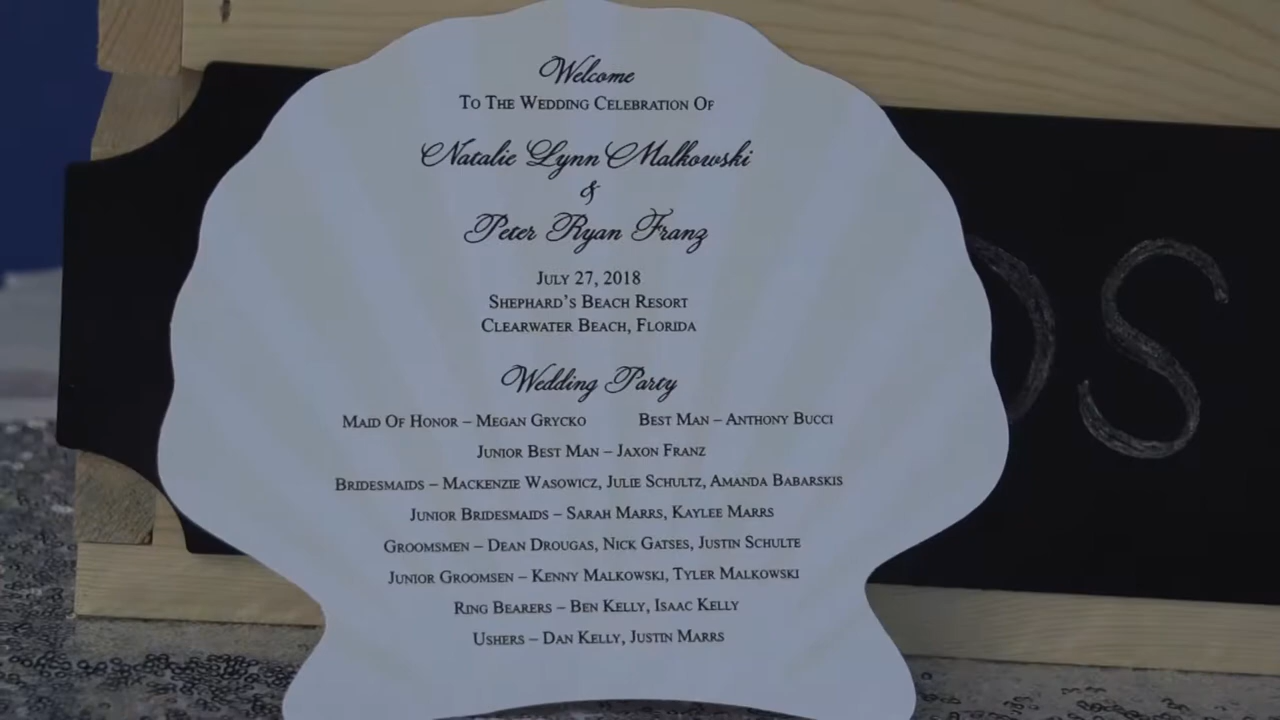 Welcome
To The Wedding Celebration Of
Natalie Lynn Malkowski
&
Peter Ryan Franz
July 27, 2018
Shephard's Beach Resort
Clearwater Beach, Florida
Wedding Party
Maid Of Honor – Megan Grycko Best Man – Anthony Bucci
Junior Best Man – Jaxon Franz
Bridesmaids – Mackenzie Wasowicz, Julie Schultz, Amanda Babarskis
Junior Bridesmaids – Sarah Marrs, Kaylee Marrs
Groomsmen – Dean Drougas, Nick Gatses, Justin Schulte
Junior Groomsen – Kenny Malkowski, Tyler Malkowski
Ring Bearers – Ben Kelly, Isaac Kelly
Ushers – Dan Kelly, Justin Marrs